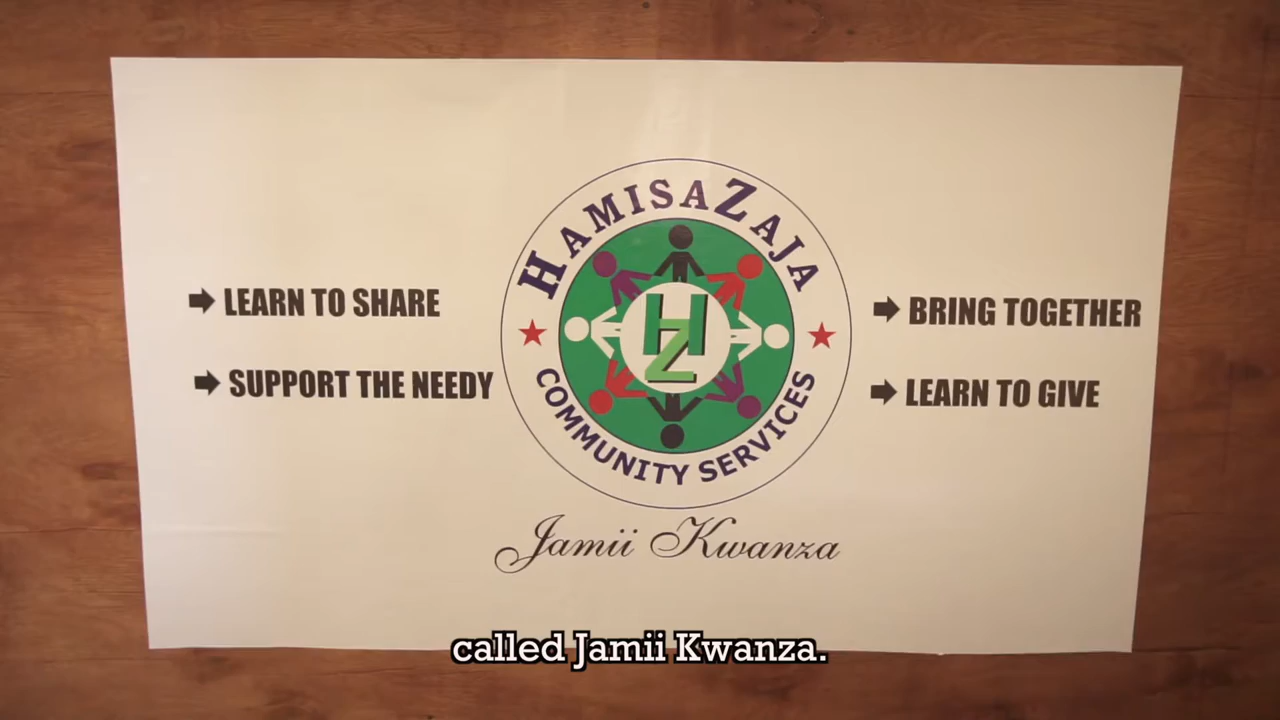 HAMISAZAJA
HZ
COMMUNITY SERVICES
LEARN TO SHARE
SUPPORT THE NEEDY
BRING TOGETHER
LEARN TO GIVE
Jamii Kwanza
called Jamii Kwanza.